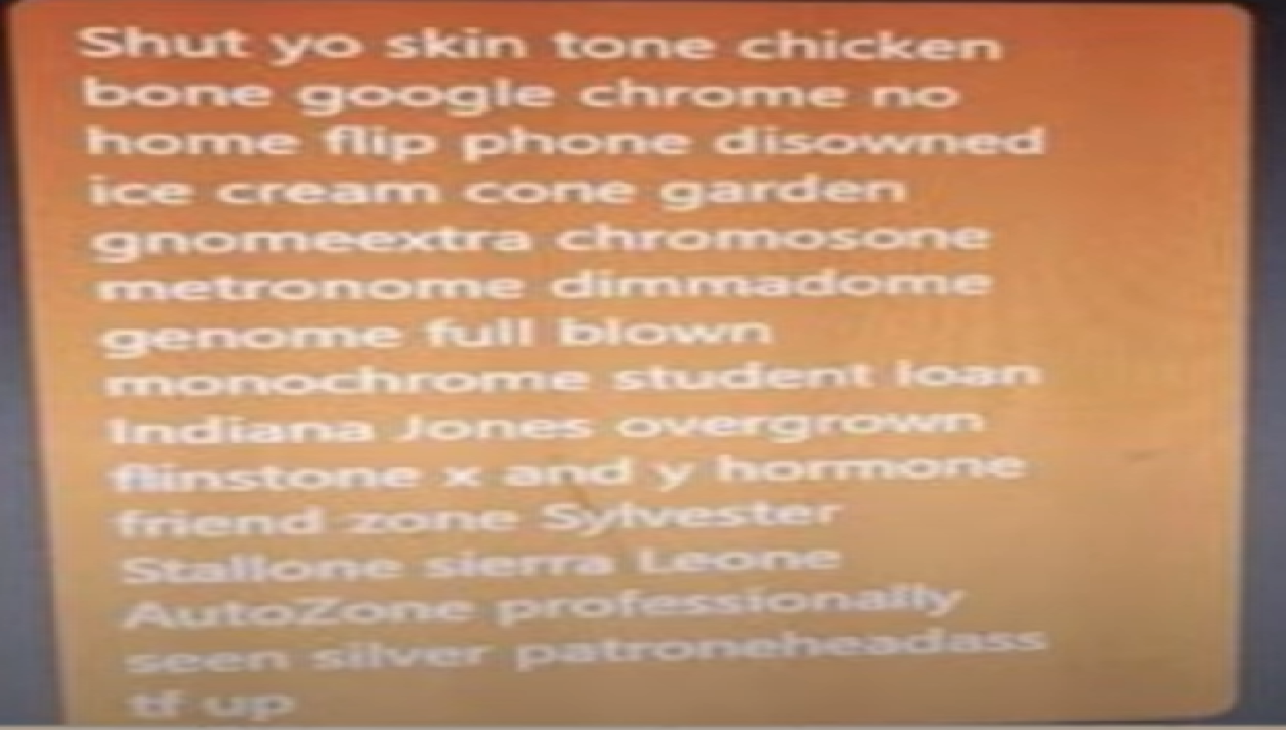 Shut yo skin tone chicken
bone google chrome no
home flip phone disowned
ice cream cone garden
gnomeextra chromosone
metronome dimmadome
genome full blown
monochrome student loan
Indiana Jones overgrown
flinstone x and y hormone
friend zone Sylvester
Stallone sierra Leone
AutoZone professionally
seen silver patroneheadass
tf up